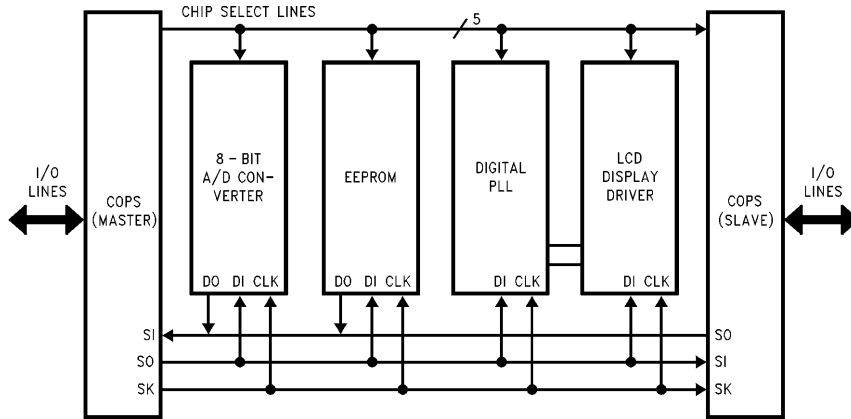 CHIP SELECT LINES
5
I/O
LINES
COPS
(MASTER)
8 - BIT
A/D CON-
VERTER
EEPROM
DIGITAL
PLL
LCD
DISPLAY
DRIVER
COPS
(SLAVE)
I/O
LINES
DO DI CLK
DO DI CLK
DI CLK
DI CLK
SI
SO
SO
SI
SK
SK